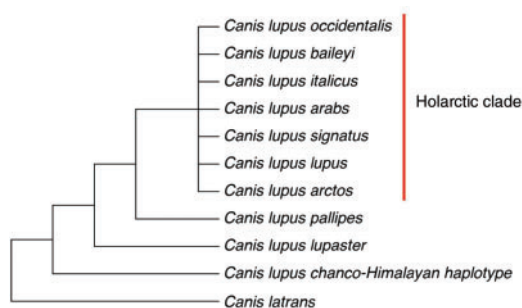 Canis lupus occidentalis
Canis lupus baileyi
Canis lupus italicus
Canis lupus arabs
Canis lupus signatus
Canis lupus lupus
Canis lupus arctos
Holarctic clade
Canis lupus pallipes
Canis lupus lupaster
Canis lupus chanco-Himalayan haplotype
Canis latrans